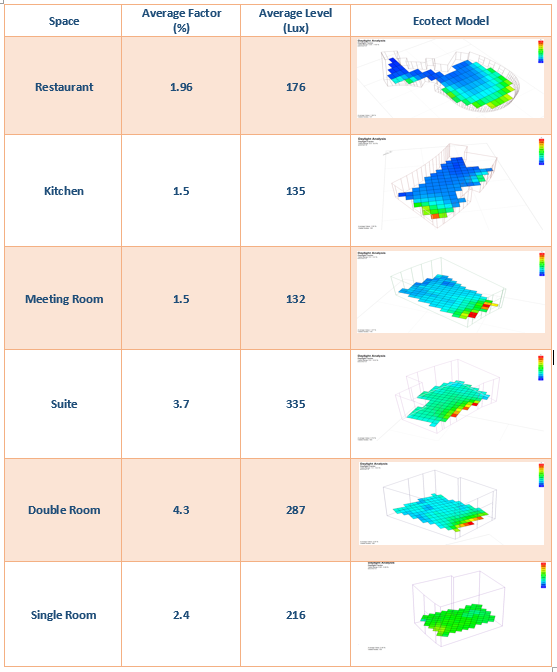 Space
Average Factor
(%)
Average Level
(Lux)
Ecotect Model
Restaurant
1.96
176
Daylight Analysis
Kitchen
1.5
135
Daylight Analysis
Meeting Room
1.5
132
Daylight Analysis
Suite
3.7
335
Daylight Analysis
Double Room
4.3
287
Daylight Analysis
Single Room
2.4
216
Daylight Analysis